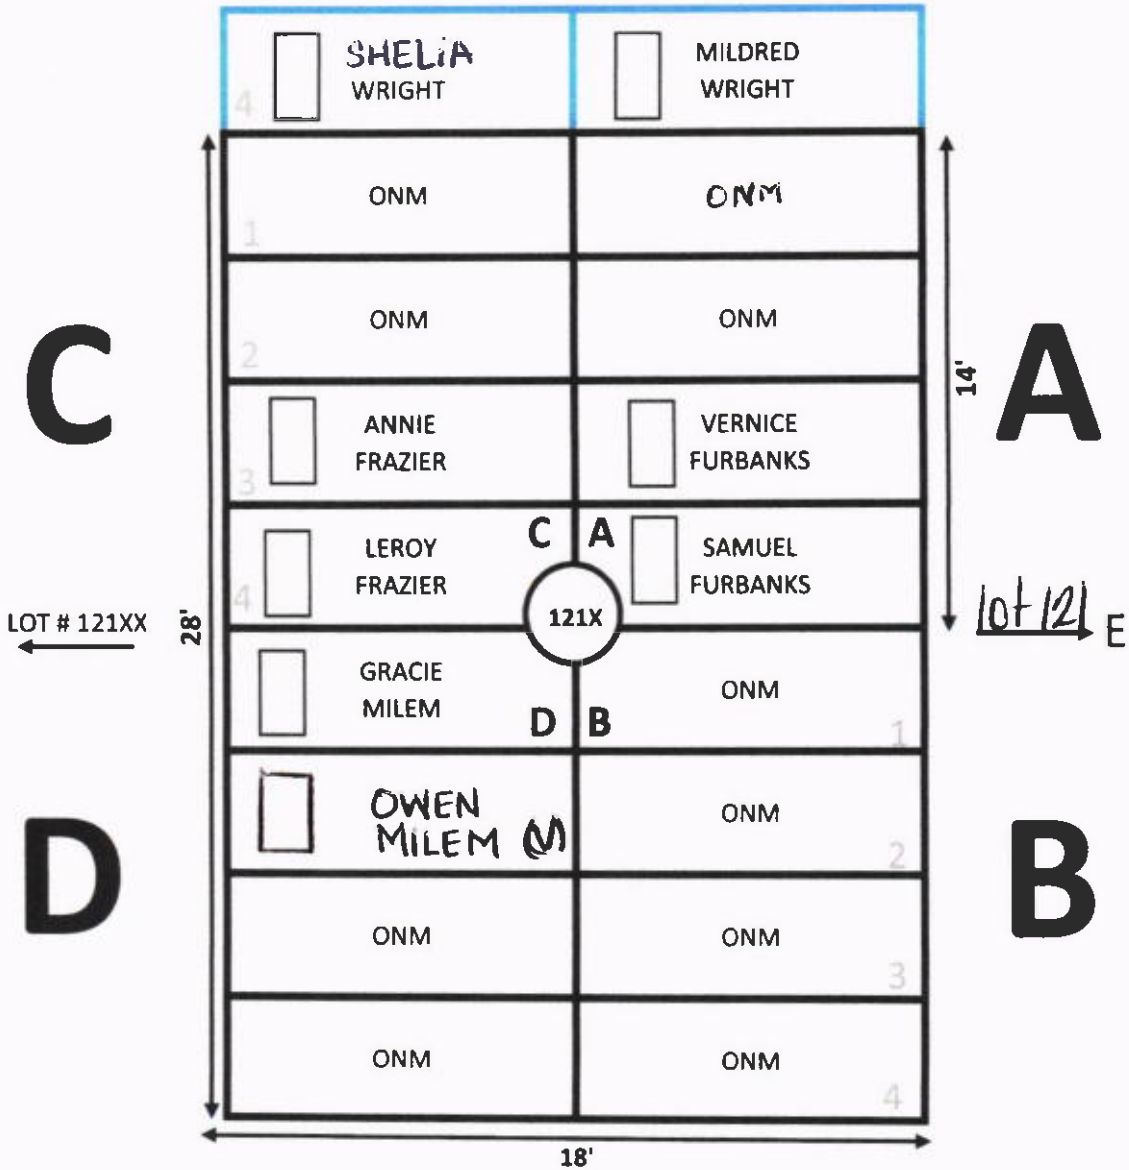 SHELiA
WRIGHT
4
MILDRED
WRIGHT
ONM
1
ONM
ONM
2
ONM
C
A
14'
ANNIE
FRAZIER
3
VERNICE
FURBANKS
LEROY
FRAZIER
4
C A
SAMUEL
FURBANKS
121X
LOT # 121XX
28'
lot 121 E
GRACIE
MILEM
D B
ONM
1
OWEN
MILEM (V)
ONM
2
D
B
ONM
ONM
3
ONM
ONM
4
18'